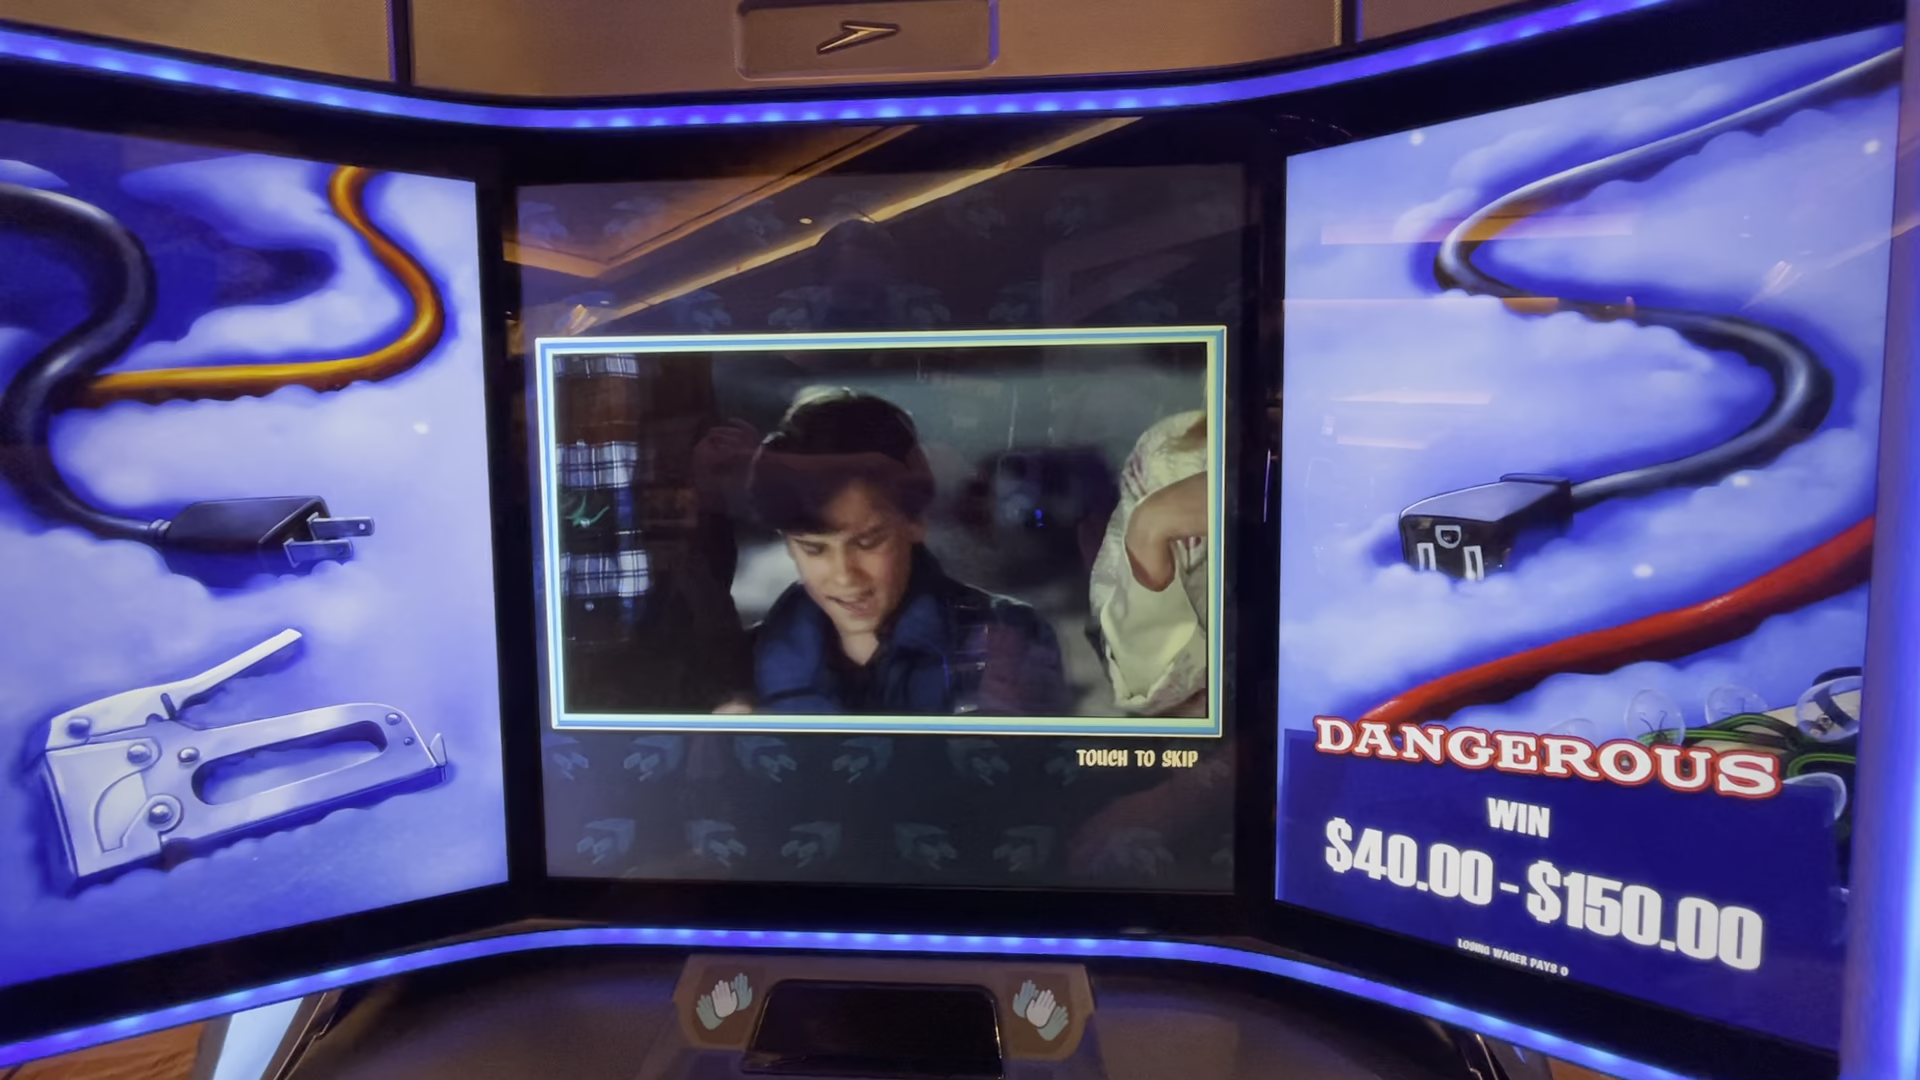 TOUCH TO SKIP
DANGEROUS
WIN
$40.00 - $150.00
LOSING WAGER PAYS 0